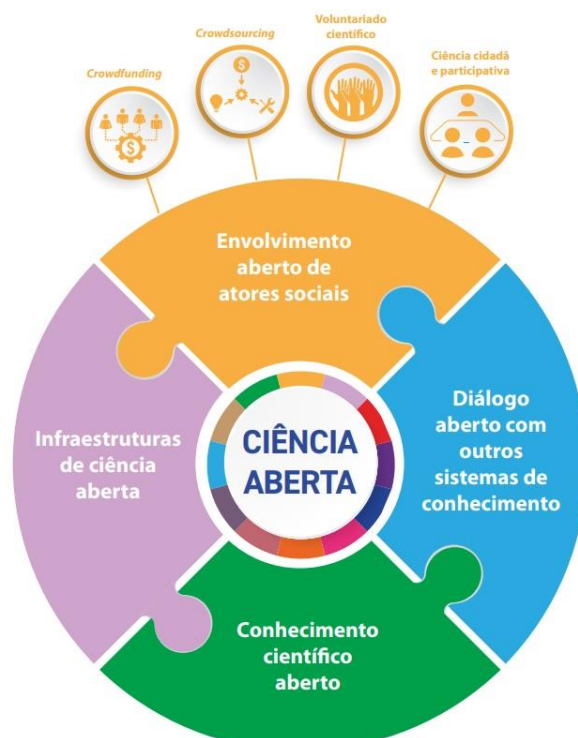 Crowdfunding
Crowdsourcing
Voluntariado
científico
Ciência cidadã
e participativa
$
$
Envolvimento
aberto de
atores sociais
Infraestruturas
de ciência
aberta
CIÊNCIA
ABERTA
Diálogo
aberto com
outros
sistemas de
conhecimento
Conhecimento
científico
aberto